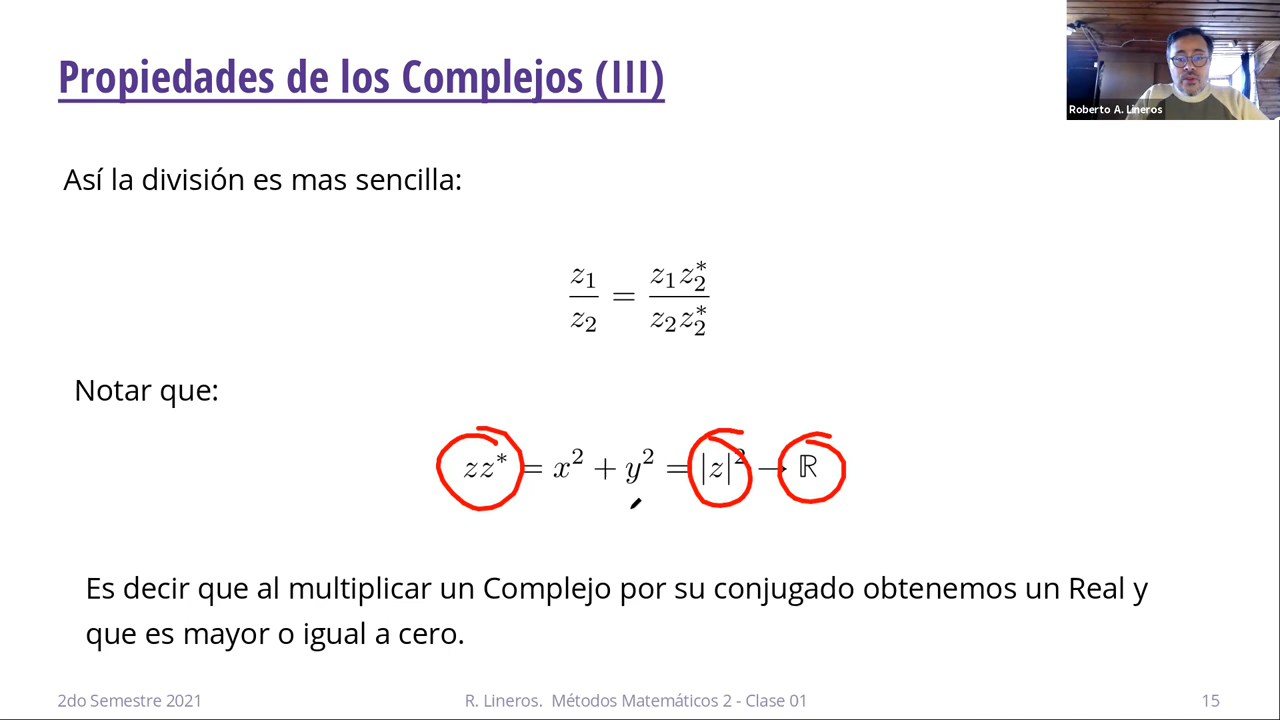 Propiedades de los Complejos (III)
Roberto A. Lineros
Así la división es mas sencilla:
z₁/z₂ = z₁z₂*/z₂z₂*
Notar que:
zz* = x² + y² = |z|² → ℝ
Es decir que al multiplicar un Complejo por su conjugado obtenemos un Real y
que es mayor o igual a cero.
2do Semestre 2021 R. Lineros. Métodos Matemáticos 2 - Clase 01 15